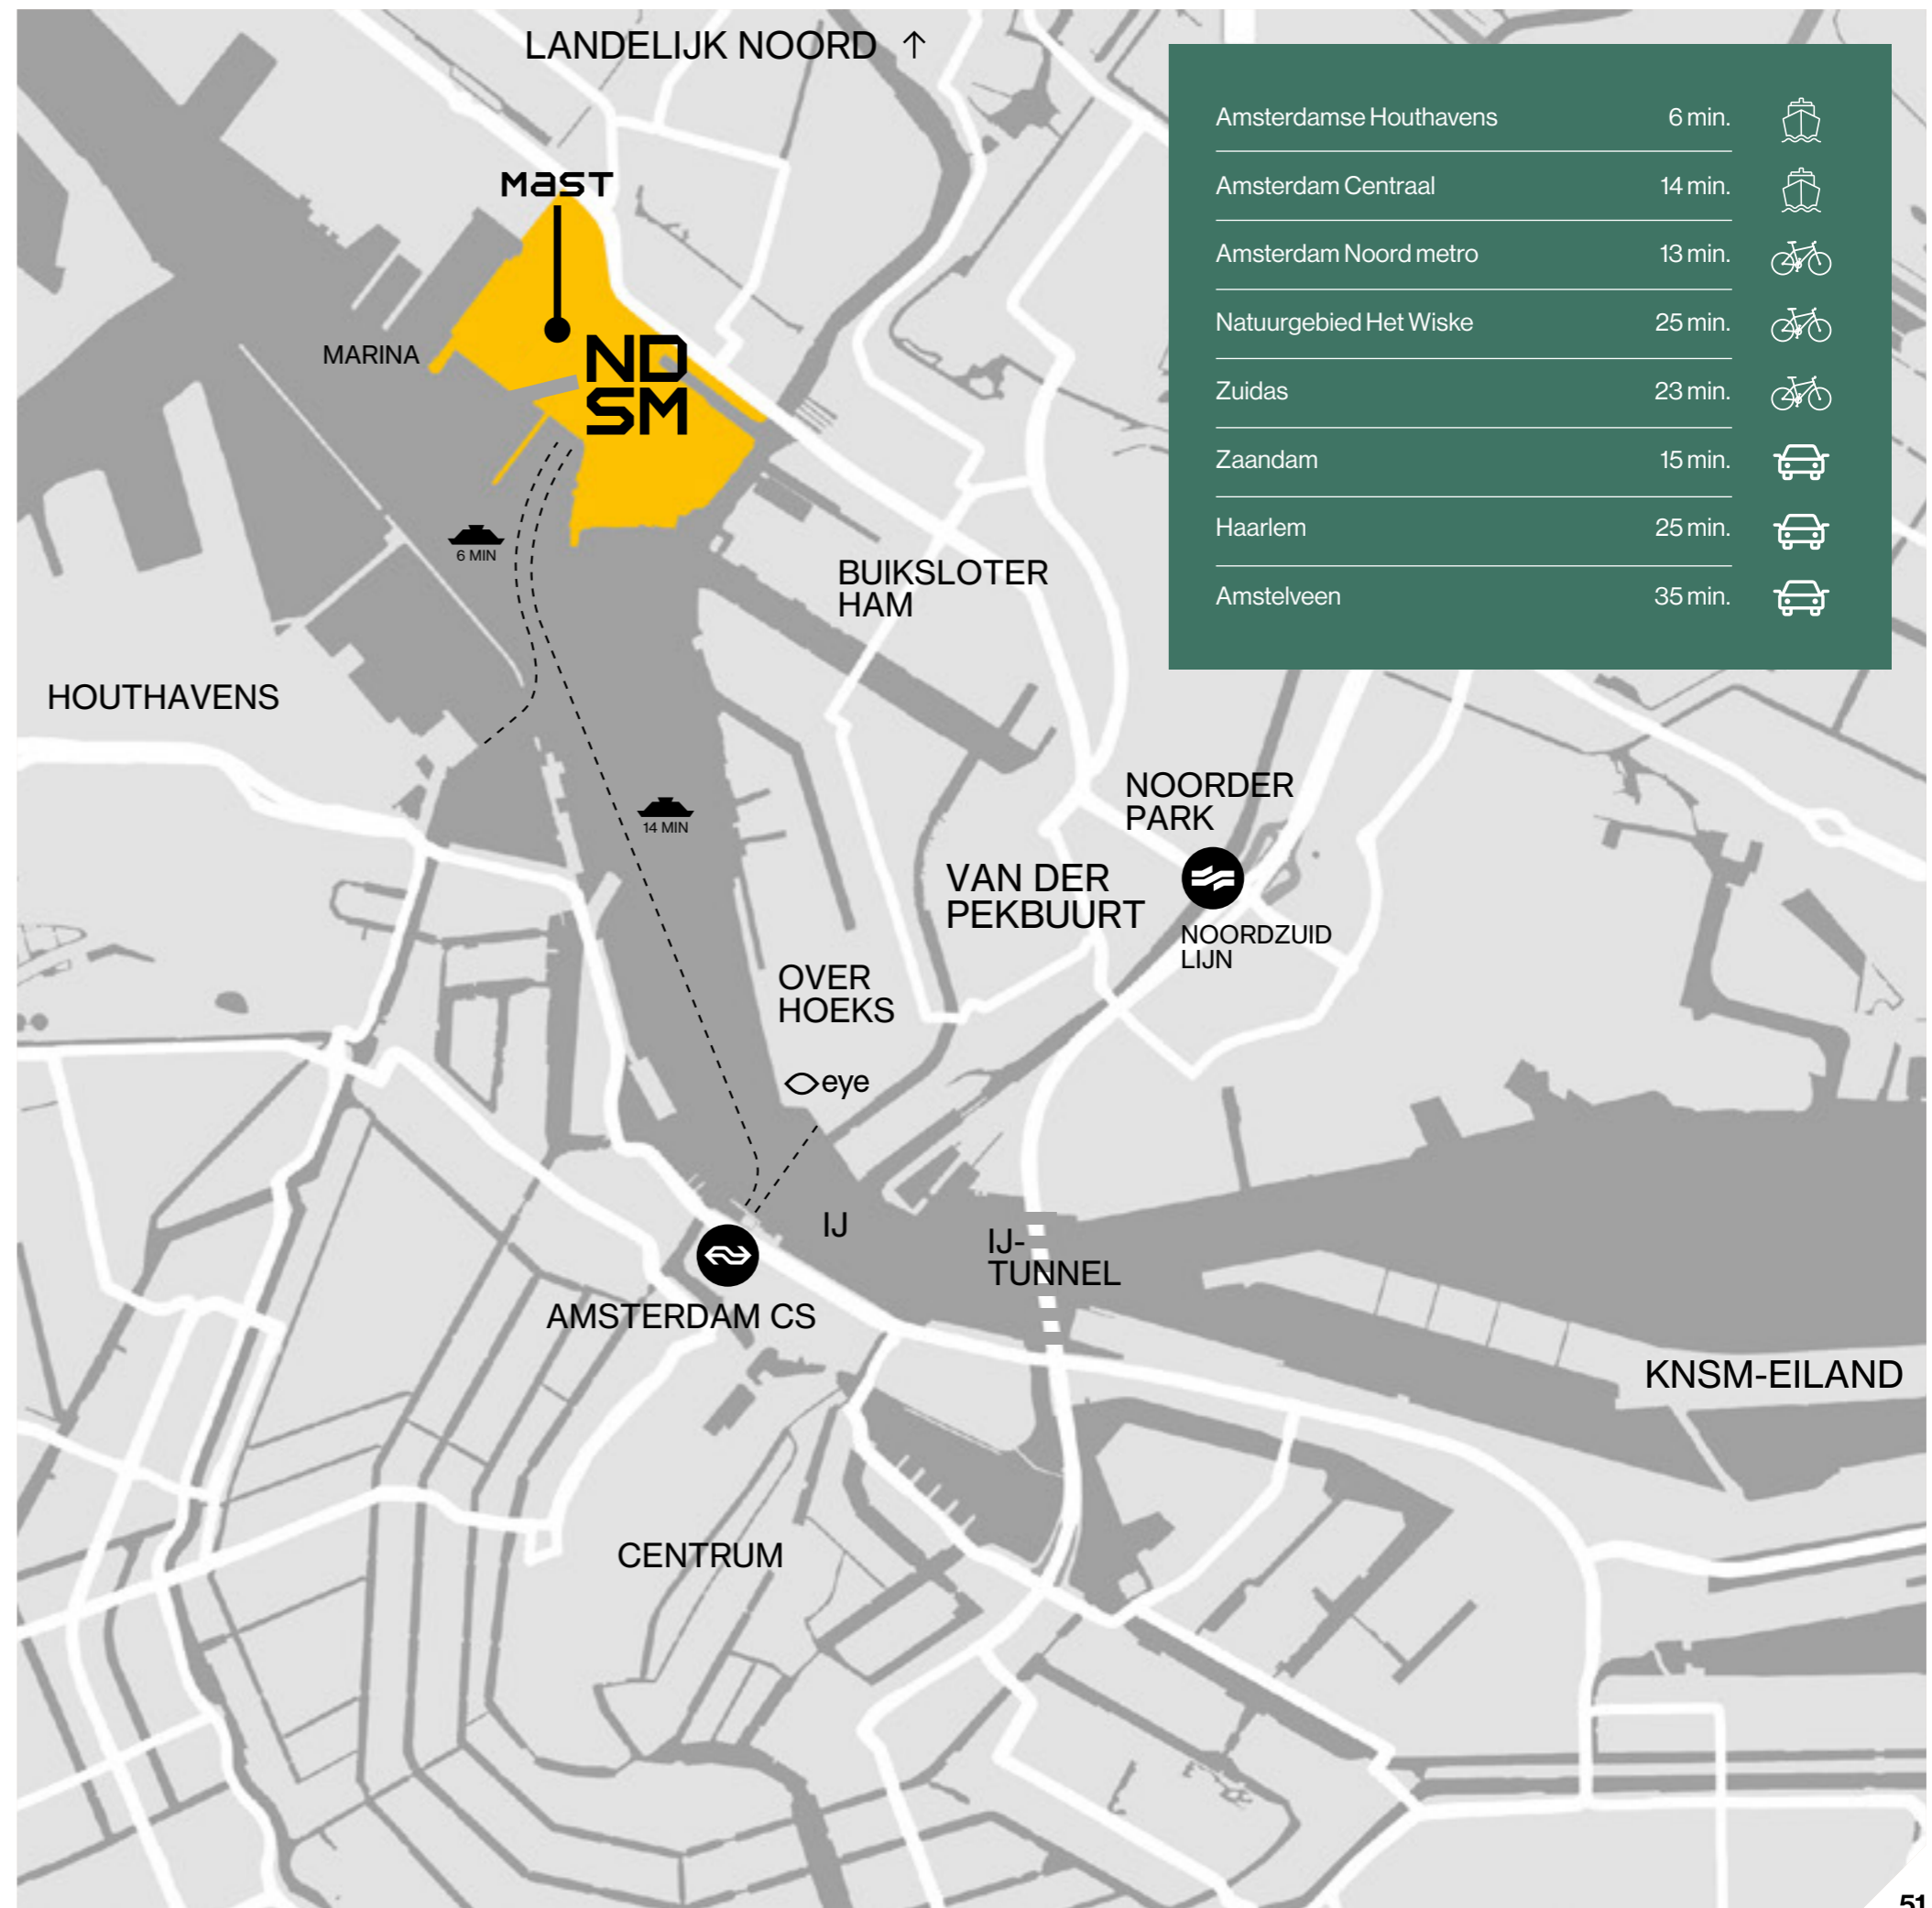 LANDELIJK NOORD ↑
Amsterdamse Houthavens 6 min.
Amsterdam Centraal 14 min.
Amsterdam Noord metro 13 min.
Natuurgebied Het Wiske 25 min.
Zuidas 23 min.
Zaandam 15 min.
Haarlem 25 min.
Amstelveen 35 min.
MaST
MARINA
ND
SM
6 MIN
BUIKSLOTER
HAM
HOUTHAVENS
14 MIN
NOORDER
PARK
VAN DER
PEKBUURT
NOORDZUID
LIJN
OVER
HOEKS
eye
IJ
IJ-
TUNNEL
AMSTERDAM CS
KNSM-EILAND
CENTRUM
51